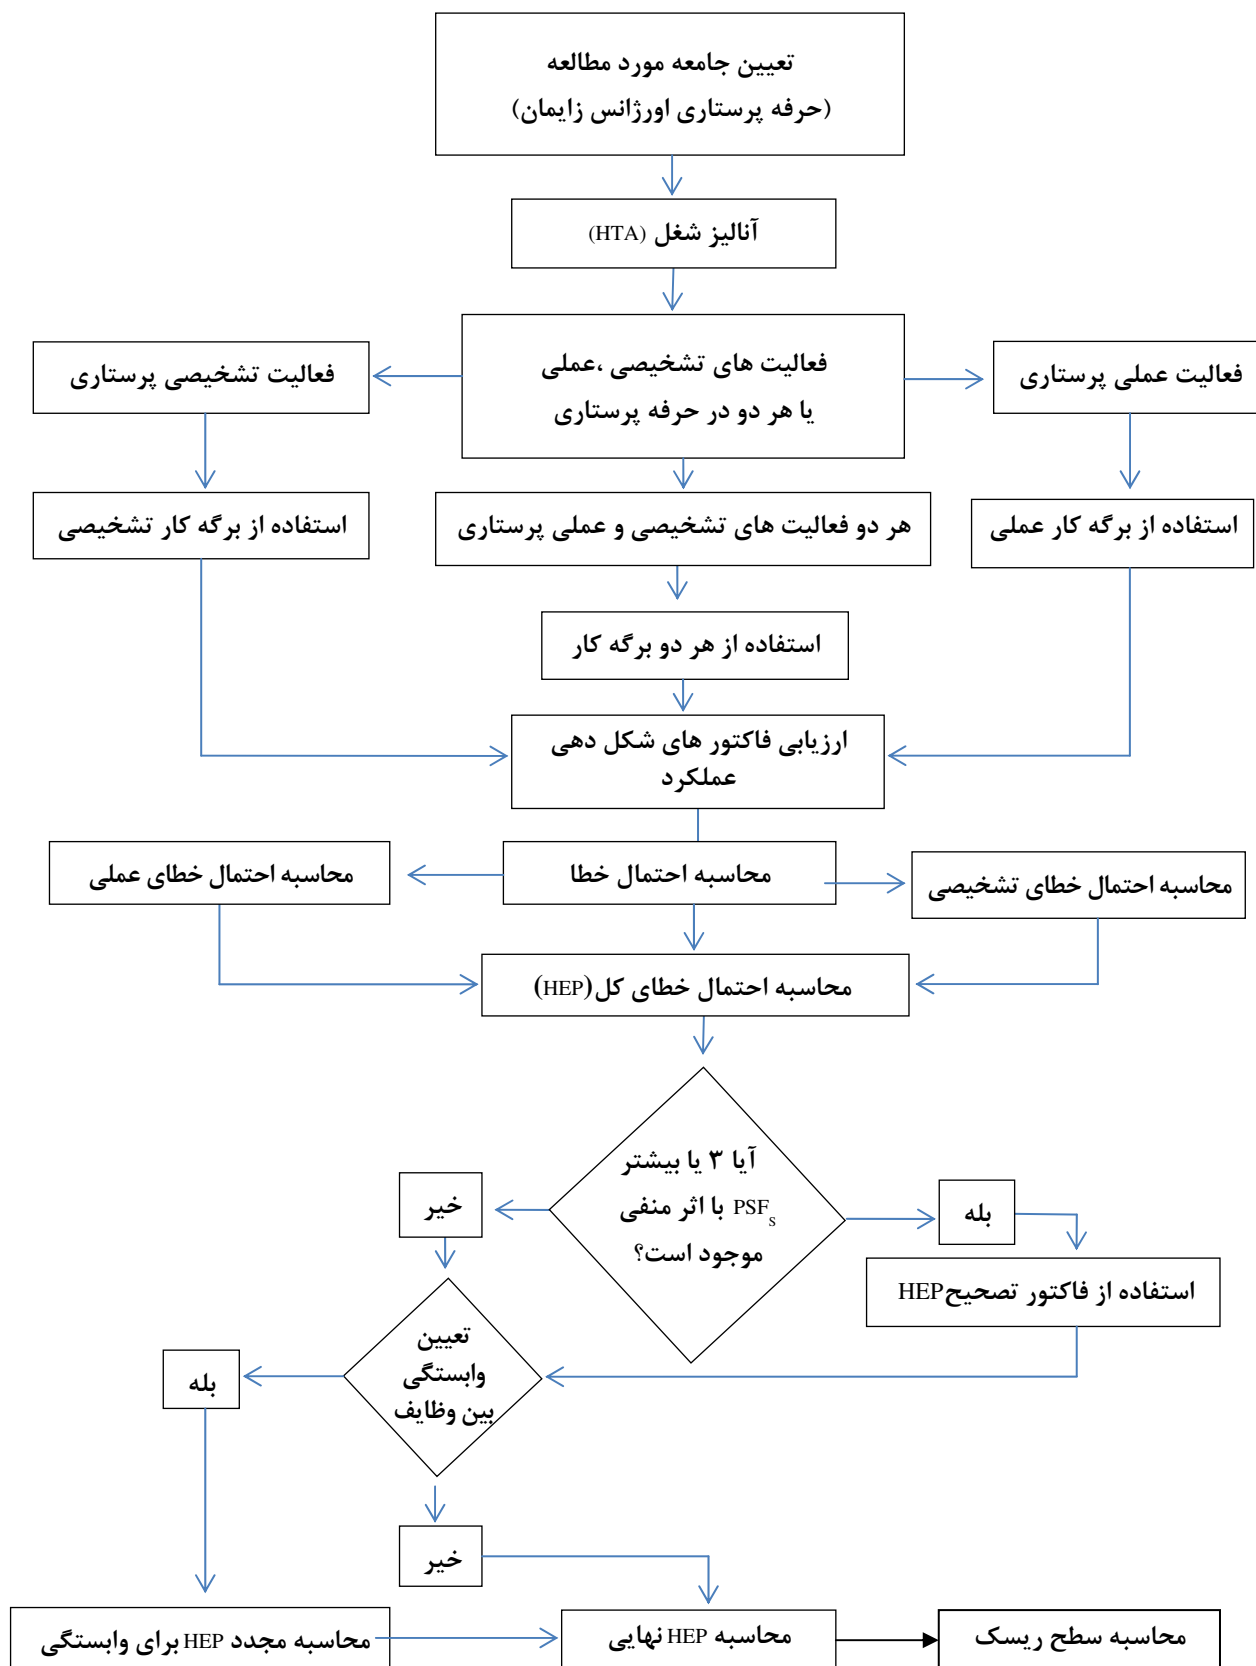 تعیین جامعه مورد مطالعه
(حرفه پرستاری اورژانس زایمان)
آنالیز شغل (HTA)
فعالیت های تشخیصی ،عملی
یا هر دو در حرفه پرستاری
فعالیت عملی پرستاری
فعالیت تشخیصی پرستاری
استفاده از برگه کار عملی
هر دو فعالیت های تشخیصی و عملی پرستاری
استفاده از برگه کار تشخیصی
استفاده از هر دو برگه کار
ارزیابی فاکتور های شکل دهی
عملکرد
محاسبه احتمال خطا
محاسبه احتمال خطای تشخیصی
محاسبه احتمال خطای عملی
محاسبه احتمال خطای کل(HEP)
آیا ۳ یا بیشتر
PSFs با اثر منفی
موجود است؟
بله
خیر
استفاده از فاکتور تصحیحHEP
تعیین
وابستگی
بین وظایف
بله
خیر
محاسبه مجدد HEP برای وابستگی
محاسبه HEP نهایی
محاسبه سطح ریسک